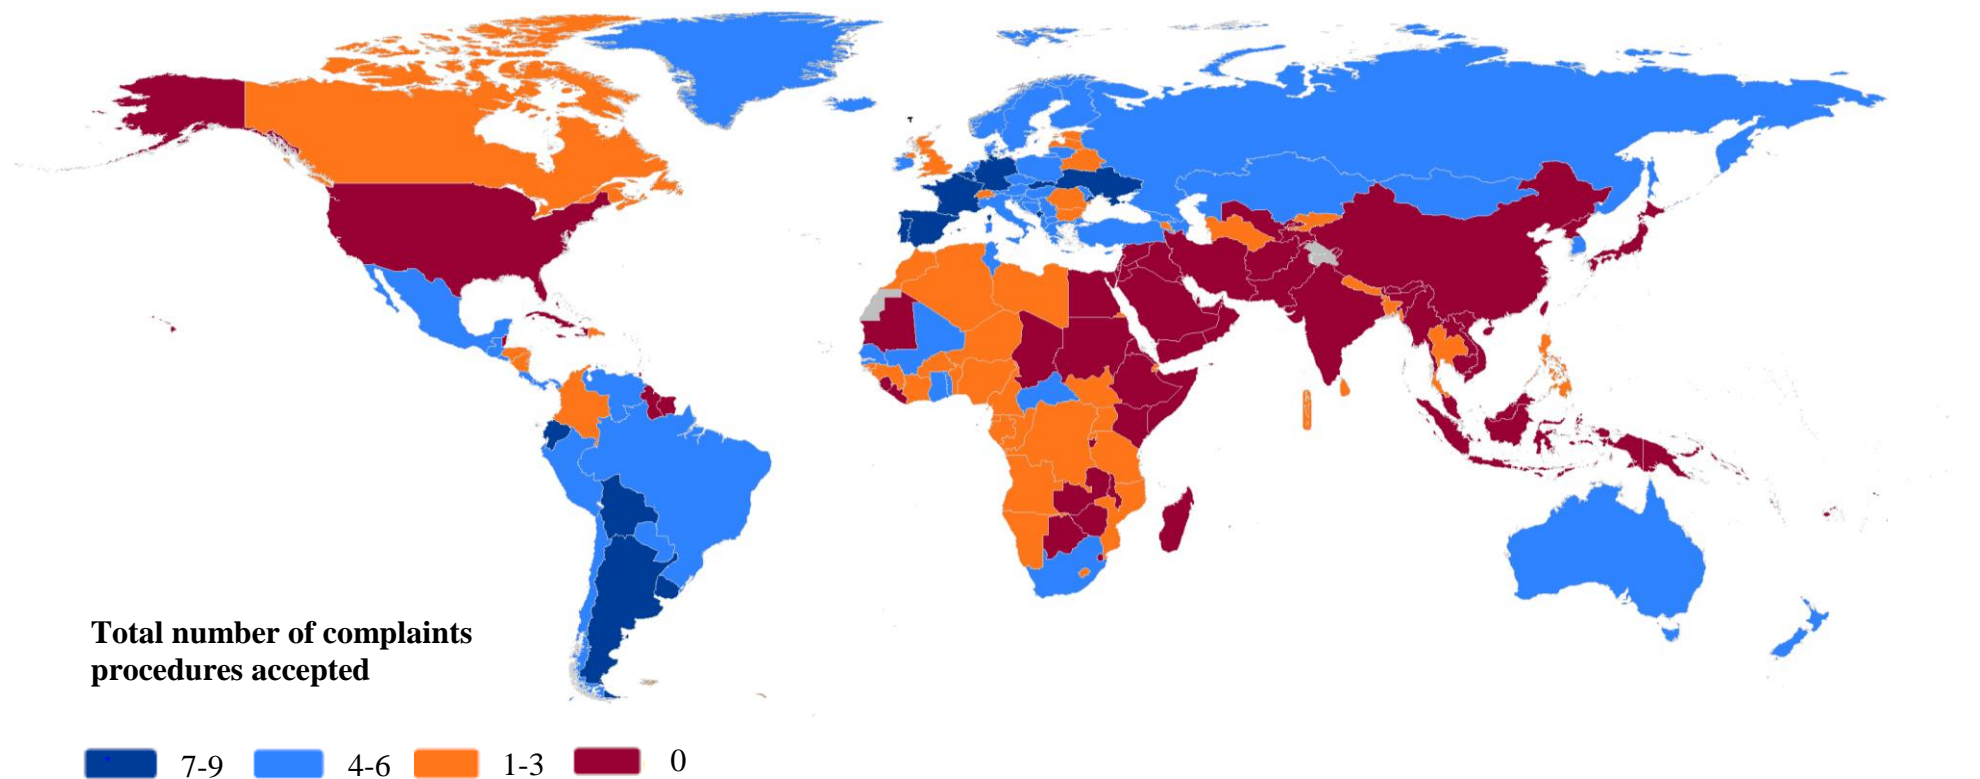 Total number of complaints
procedures accepted
7-9 4-6 1-3 0